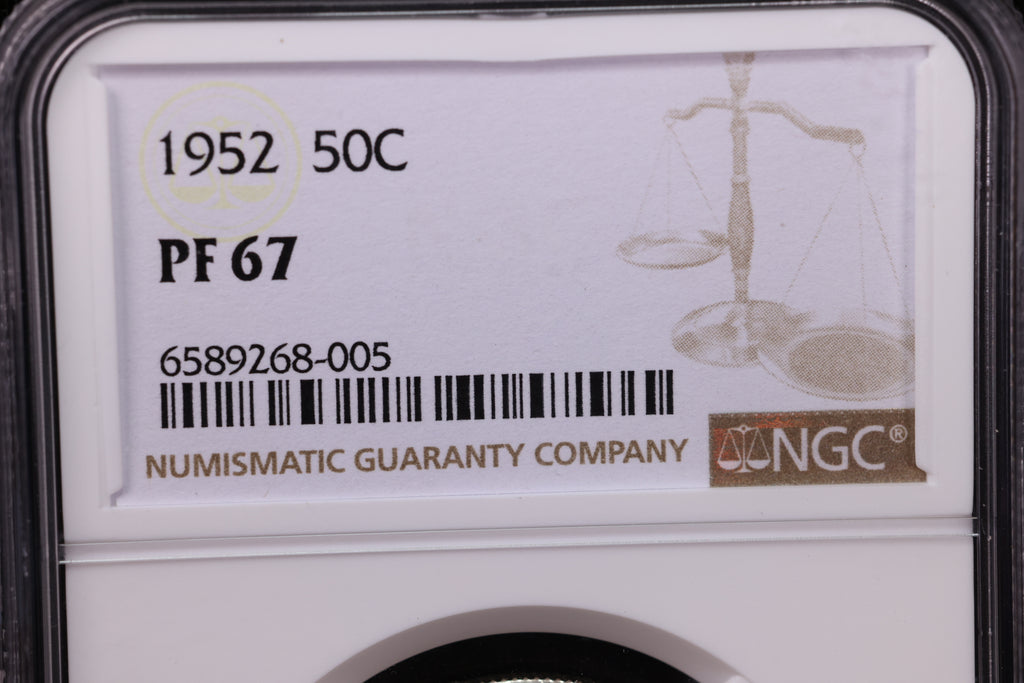 1952 50C
PF 67
6589268-005
NUMISMATIC GUARANTY COMPANY
NGC®